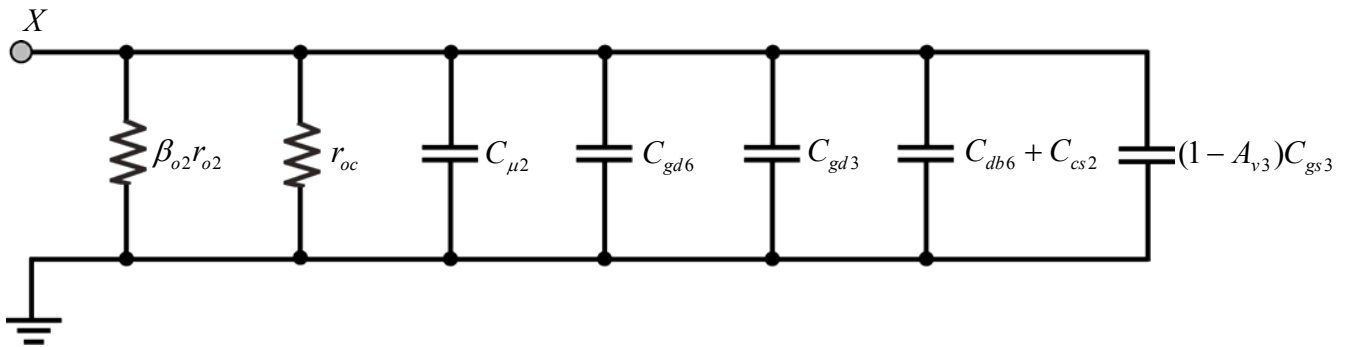 X
β_{o2}r_{o2}
r_{oc}
C_{μ2}
C_{gd6}
C_{gd3}
C_{db6} + C_{cs2}
(1 − A_{v3})C_{gs3}